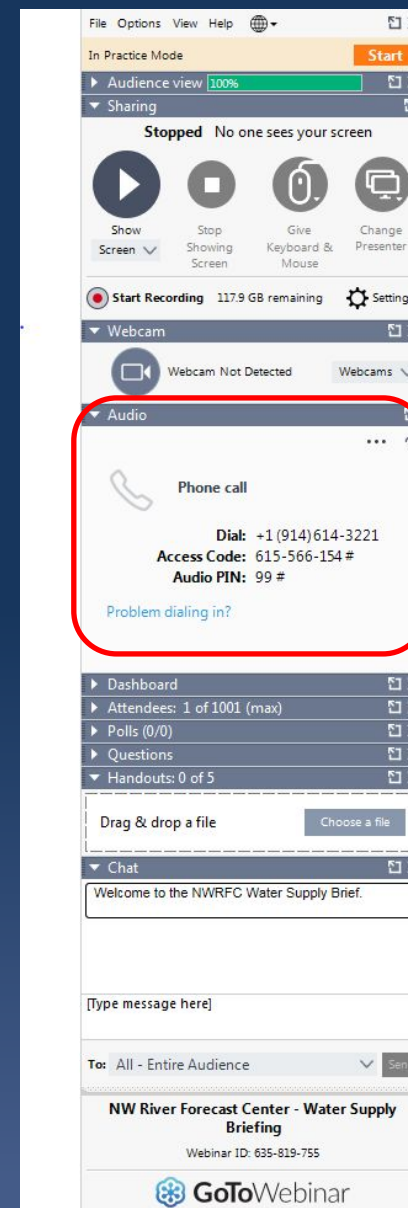 File Options View Help
In Practice Mode Start
Audience view 100%
Sharing
Stopped No one sees your screen
Show Stop Give Change
Screen Showing Keyboard & Presenter
Screen Mouse
Start Recording 117.9 GB remaining Setting
Webcam
Webcam Not Detected Webcams
Audio
...
Phone call
Dial: +1 (914) 614-3221
Access Code: 615-566-154 #
Audio PIN: 99 #
Problem dialing in?
Dashboard
Attendees: 1 of 1001 (max)
Polls (0/0)
Questions
Handouts: 0 of 5
Drag & drop a file Choose a file
Chat
Welcome to the NWRFC Water Supply Brief.
[Type message here]
To: All - Entire Audience Sen
NW River Forecast Center - Water Supply
Briefing
Webinar ID: 635-819-755
GoToWebinar